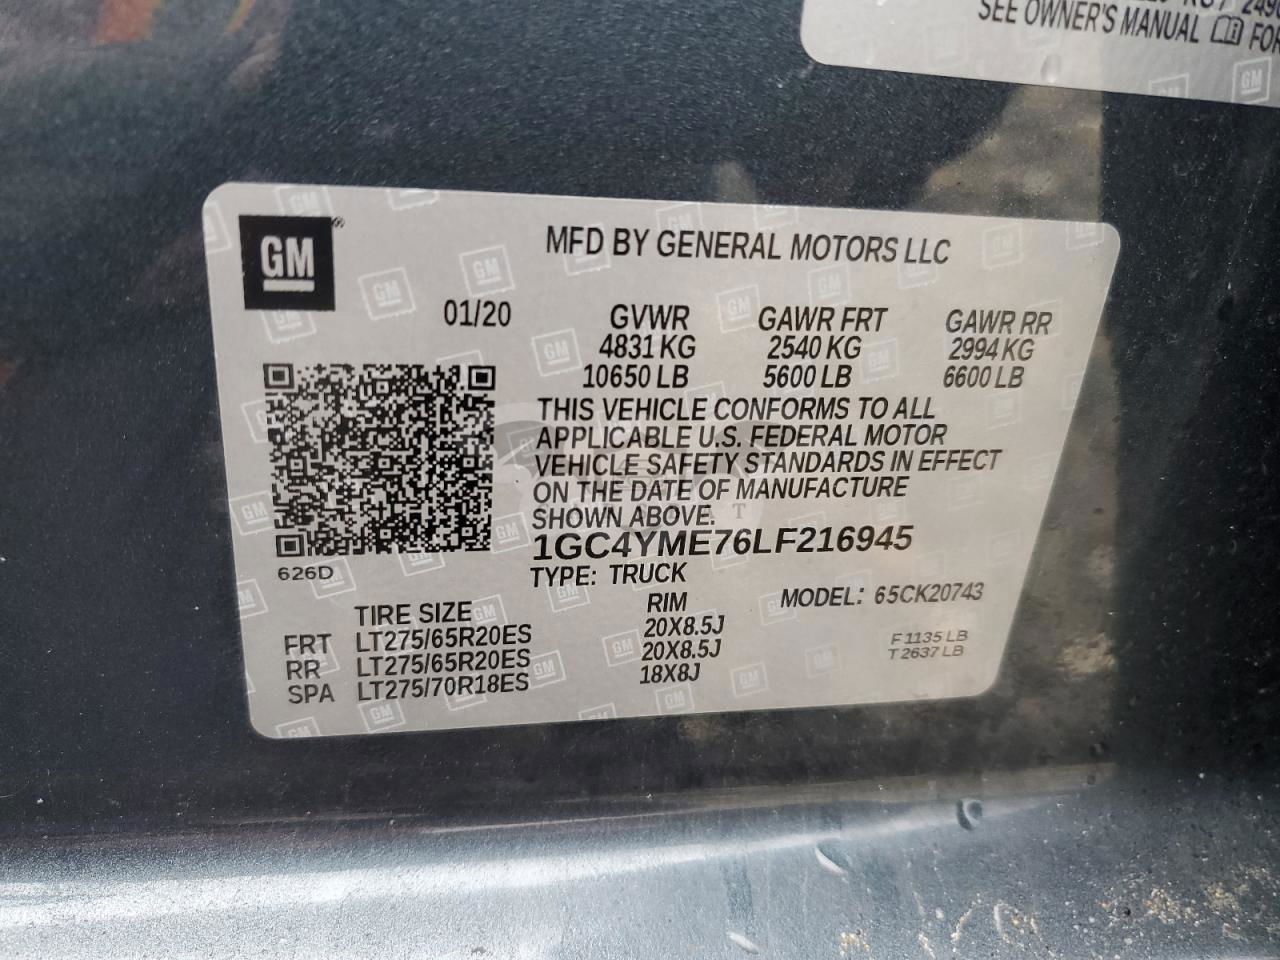 SEE OWNER'S MANUAL FOR
GM
MFD BY GENERAL MOTORS LLC
01/20 GVWR GAWR FRT GAWR RR
4831 KG 2540 KG 2994 KG
10650 LB 5600 LB 6600 LB
THIS VEHICLE CONFORMS TO ALL
APPLICABLE U.S. FEDERAL MOTOR
VEHICLE SAFETY STANDARDS IN EFFECT
ON THE DATE OF MANUFACTURE
SHOWN ABOVE.
1GC4YME76LF216945
626D
TYPE: TRUCK
MODEL: 65CK20743
TIRE SIZE RIM
FRT LT275/65R20ES 20X8.5J
RR LT275/65R20ES 20X8.5J
SPA LT275/70R18ES 18X8J
F 1135 LB
T 2637 LB